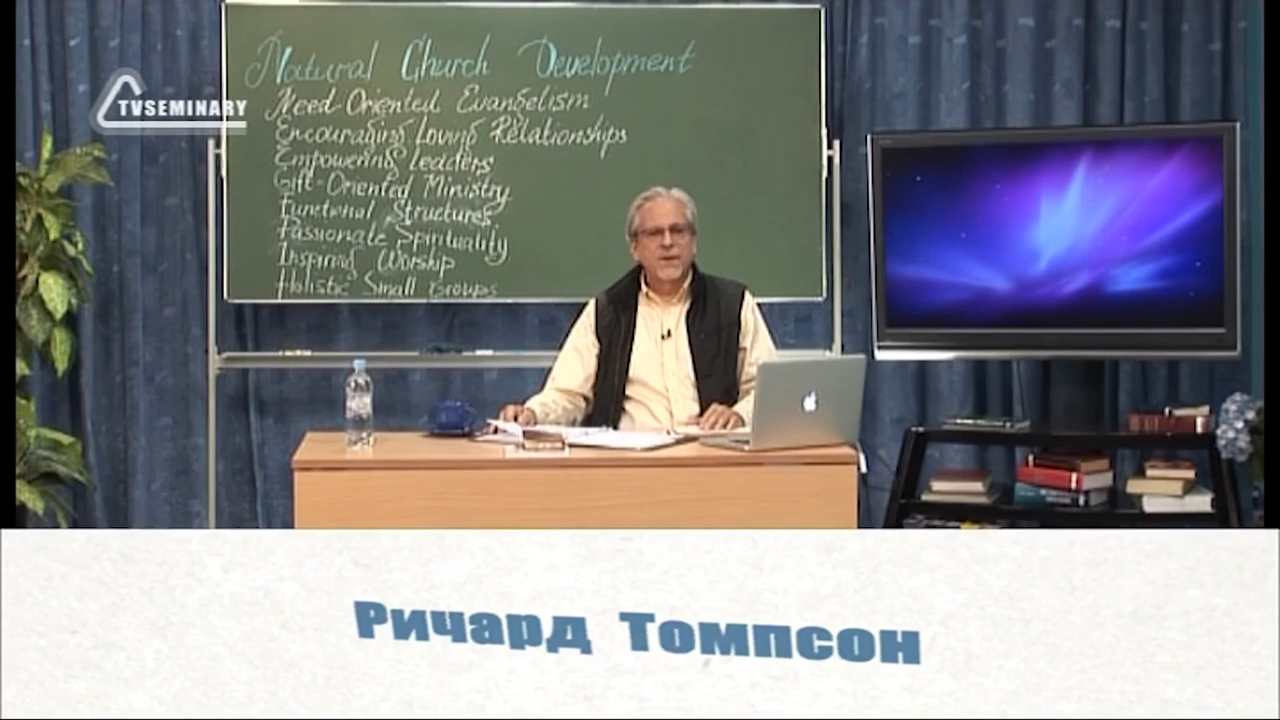 Natural Church Development
TVSEMINARY
Need-Oriented Evangelism
Encouraging Loving Relationships
Empowering Leaders
Gift-Oriented Ministry
Functional Structures
Passionate Spirituality
Inspiring Worship
Holistic Small Groups
Ричард Томпсон